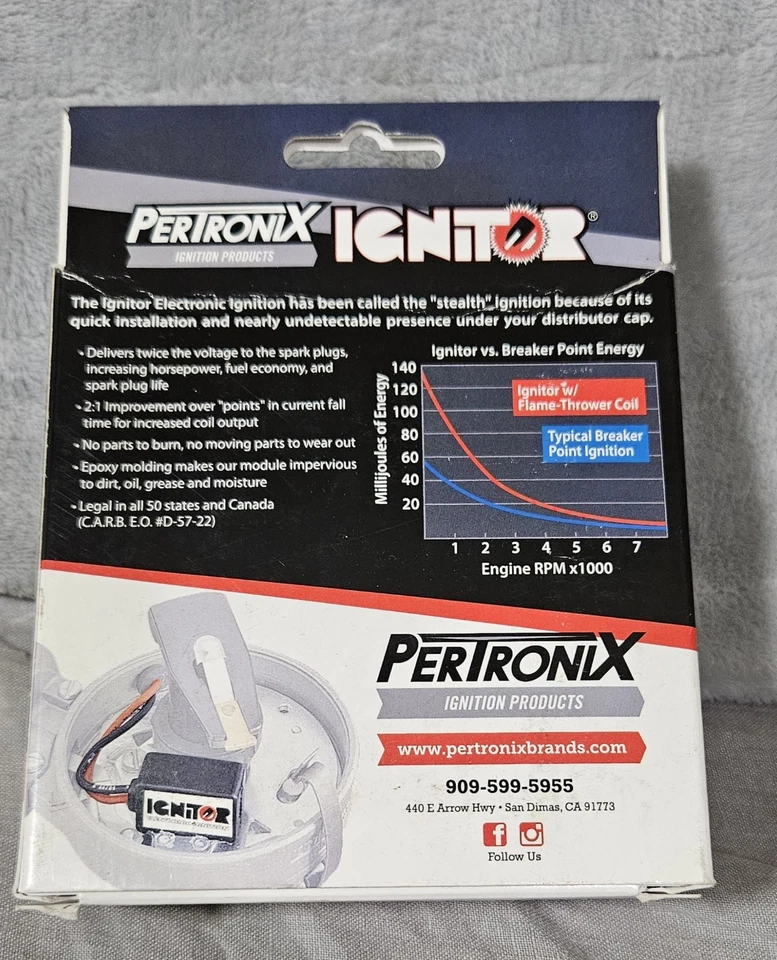 PERTRONIX IGNITOR®
IGNITION PRODUCTS
The Ignitor Electronic Ignition has been called the "stealth" ignition because of its
quick installation and nearly undetectable presence under your distributor cap.
• Delivers twice the voltage to the spark plugs,
increasing horsepower, fuel economy, and
spark plug life
• 2:1 Improvement over "points" in current fall
time for increased coil output
• No parts to burn, no moving parts to wear out
• Epoxy molding makes our module impervious
to dirt, oil, grease and moisture
• Legal in all 50 states and Canada
(C.A.R.B. E.O. #D-57-22)
Ignitor vs. Breaker Point Energy
Millijoules of Energy
140
120
100
80
60
40
20
Ignitor w/
Flame-Thrower Coil
Typical Breaker
Point Ignition
1 2 3 4 5 6 7
Engine RPM x1000
IGNITOR
PERTRONIX
IGNITION PRODUCTS
www.pertronixbrands.com
909-599-5955
440 E Arrow Hwy • San Dimas, CA 91773
Follow Us